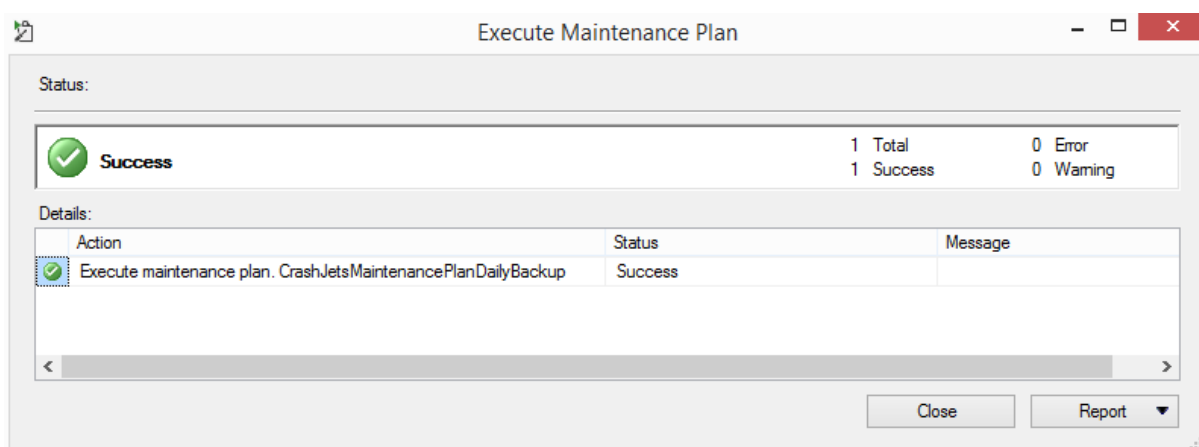 Execute Maintenance Plan
Status:
Success
1 Total 0 Error
1 Success 0 Warning
Details:
Action Status Message
Execute maintenance plan. CrashJetsMaintenancePlanDailyBackup Success
Close Report